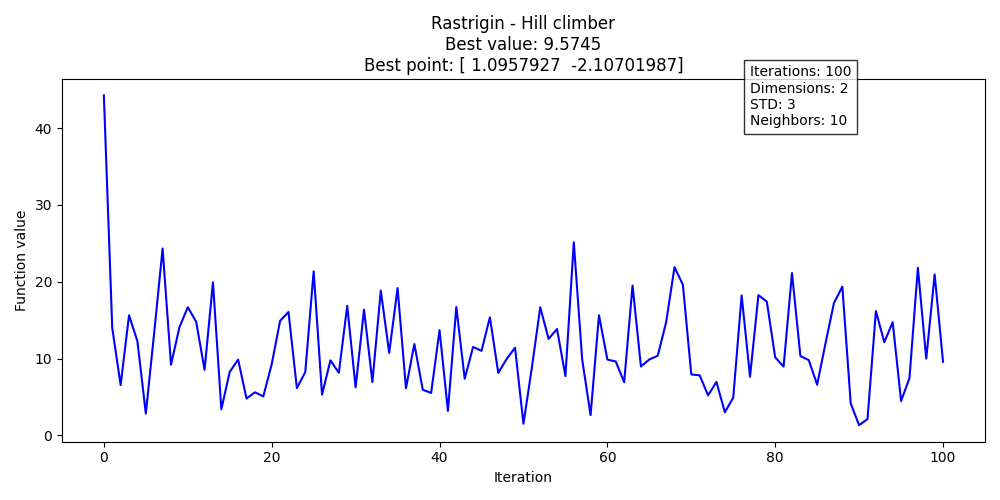 Rastrigin - Hill climber
Best value: 9.5745
Best point: [ 1.0957927  -2.10701987]
Iterations: 100
Dimensions: 2
STD: 3
Neighbors: 10
Function value
40
30
20
10
0
0
20
40
60
80
100
Iteration